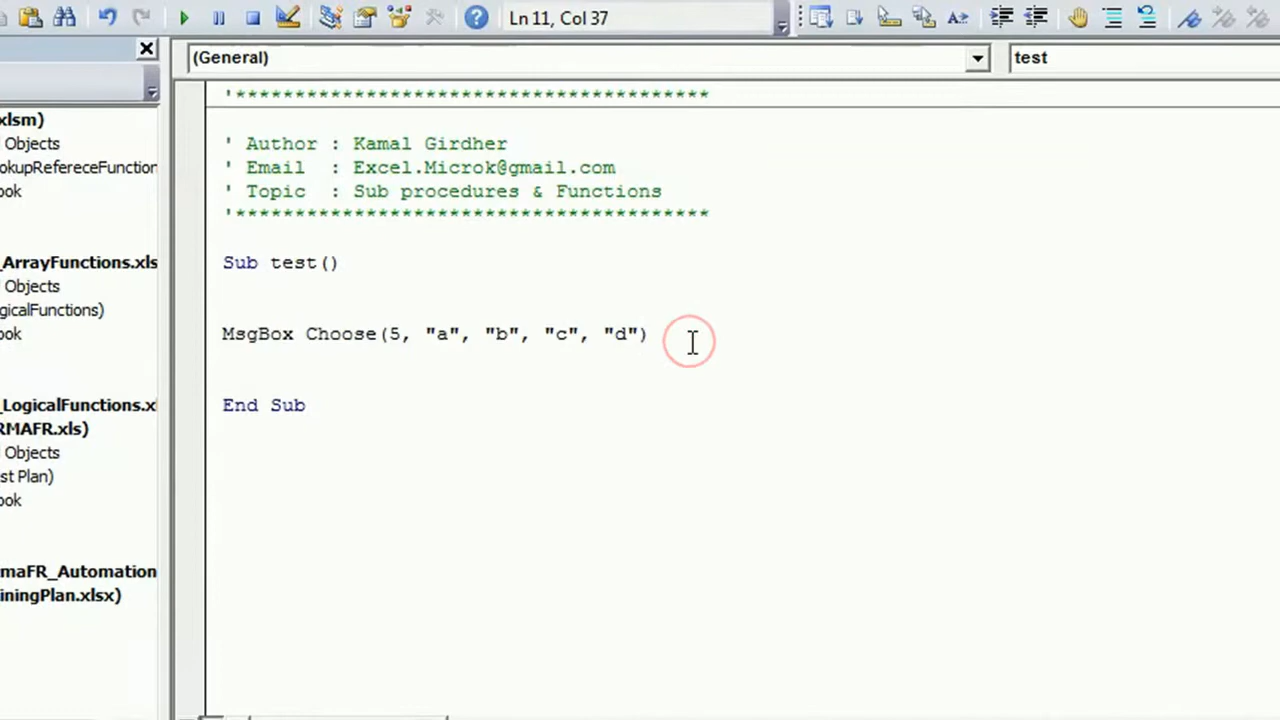 Ln 11, Col 37
(General)
test
'****************************************
' Author : Kamal Girdher
' Email  : Excel.Microk@gmail.com
' Topic  : Sub procedures & Functions
'****************************************
Sub test()
MsgBox Choose(5, "a", "b", "c", "d")
End Sub
xlsm)
Objects
ookupRefereceFunction
ook
_ArrayFunctions.xls
Objects
gicalFunctions)
ook
_LogicalFunctions.xl
RMAFR.xls)
Objects
st Plan)
ook
maFR_Automation
iningPlan.xlsx)